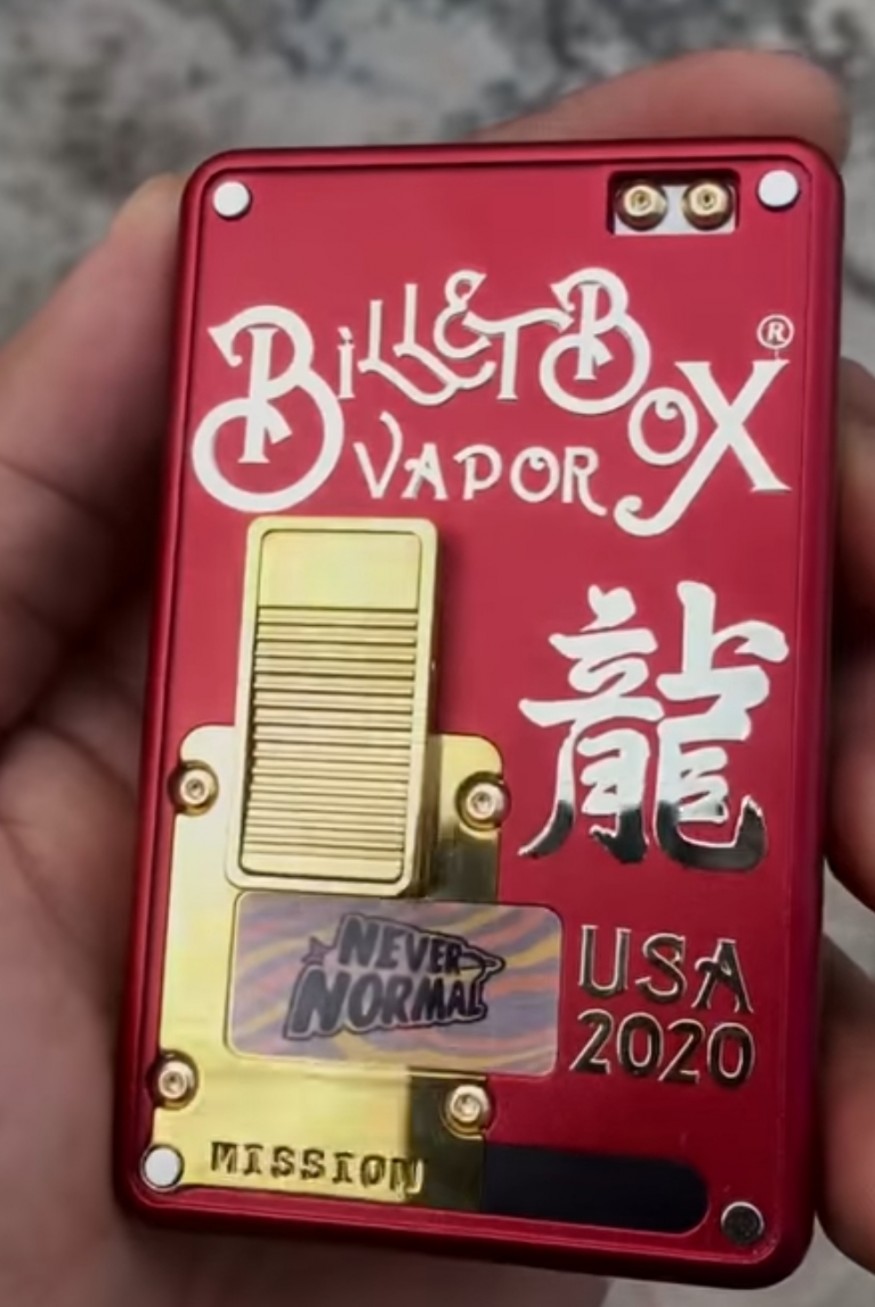 BilletBox ®
VAPOR
龍
USA
2020
NEVER
NORMAL
MISSION